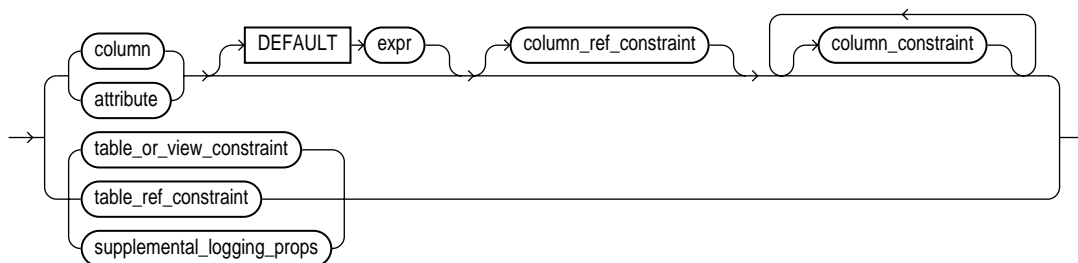 column
attribute
DEFAULT expr
column_ref_constraint
column_constraint
table_or_view_constraint
table_ref_constraint
supplemental_logging_props